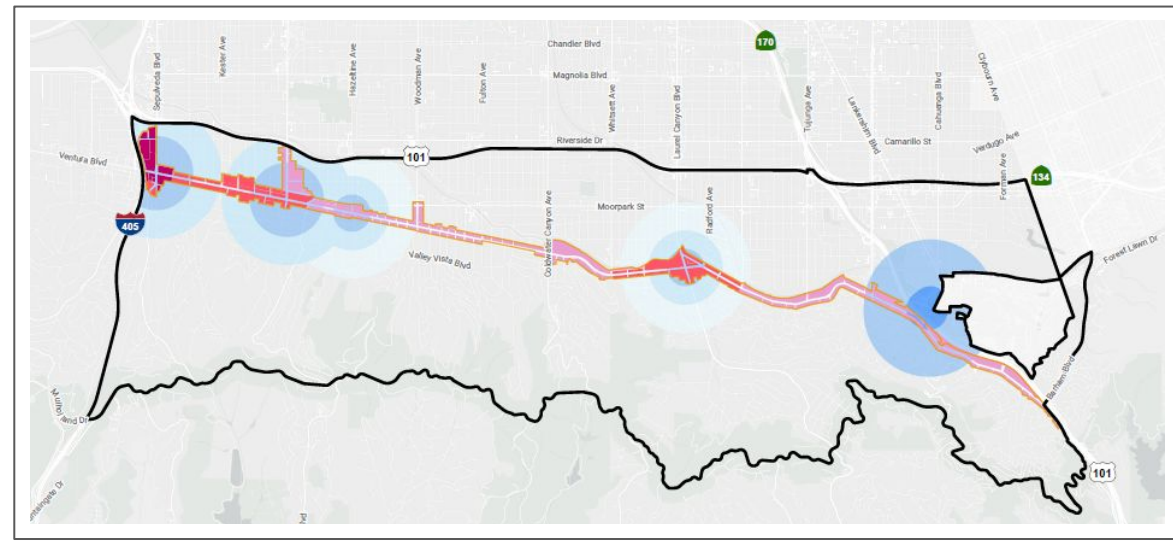 170
Chandler Blvd
Magnolia Blvd
Sepulveda Blvd
Kester Ave
Hazeltine Ave
Woodman Ave
Fulton Ave
Whitsett Ave
Laurel Canyon Blvd
Tujunga Ave
Lankershim Blvd
Cahuenga Blvd
Clybourn Ave
Riverside Dr
Camarillo St
Verdugo Ave
Ventura Blvd
101
134
Forman Ave
Moorpark St
Radford Ave
405
Coldwater Canyon Ave
Valley Vista Blvd
Forest Lawn Dr
Barham Blvd
101